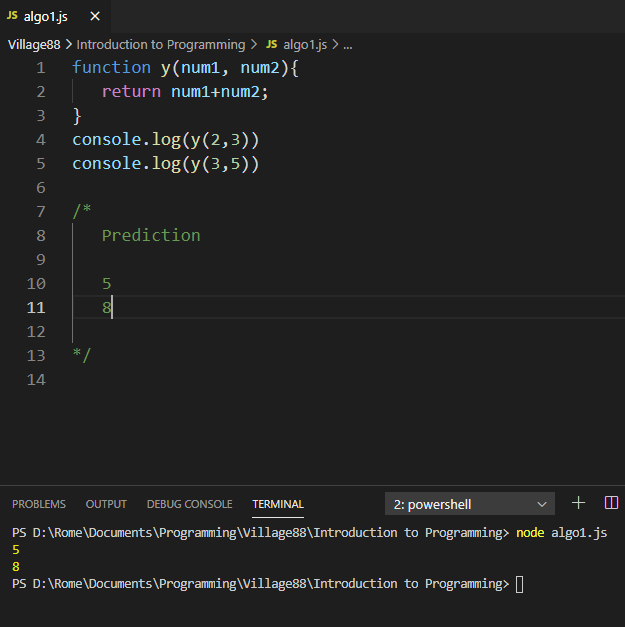 JS algo1.js ×
Village88 > Introduction to Programming > JS algo1.js > ...
1 function y(num1, num2){
2 return num1+num2;
3 }
4 console.log(y(2,3))
5 console.log(y(3,5))
6
7 /*
8 Prediction
9
10 5
11 8
12
13 */
14
PROBLEMS OUTPUT DEBUG CONSOLE TERMINAL 2: powershell
PS D:\Rome\Documents\Programming\Village88\Introduction to Programming> node algo1.js
5
8
PS D:\Rome\Documents\Programming\Village88\Introduction to Programming>